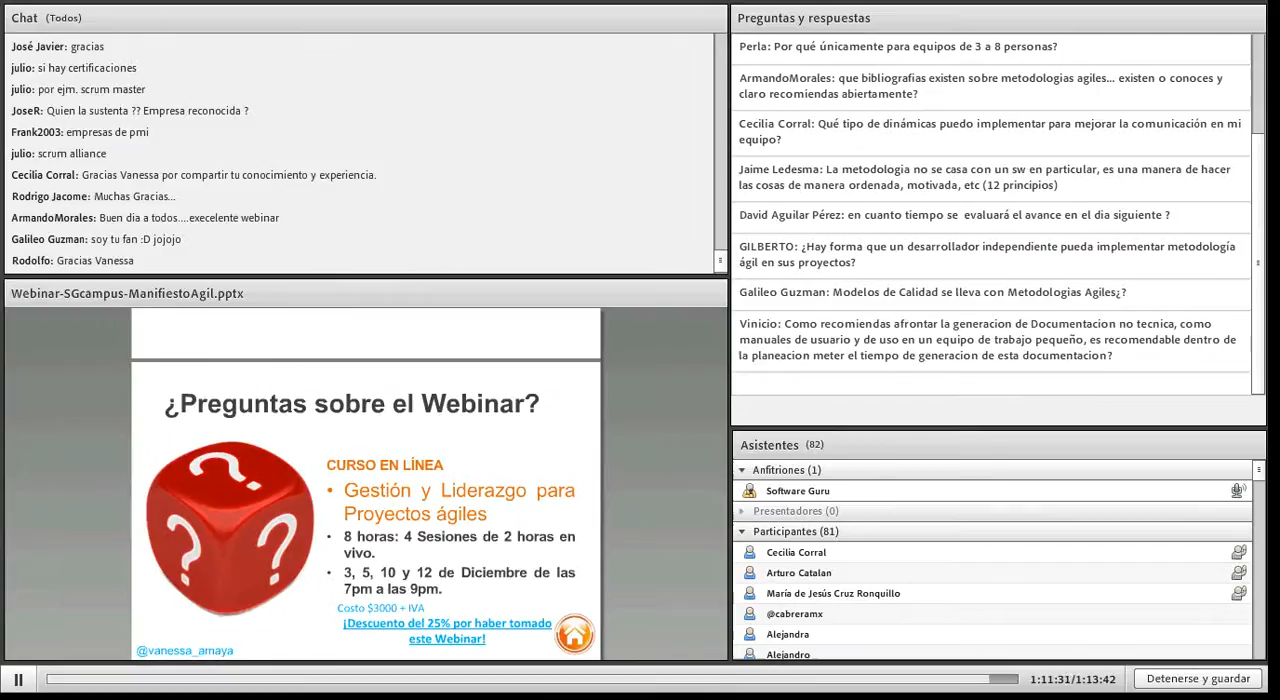 Chat (Todos)
José Javier: gracias
julio: si hay certificaciones
julio: por ejm. scrum master
JoseR: Quien la sustenta ?? Empresa reconocida ?
Frank2003: empresas de pmi
julio: scrum alliance
Cecilia Corral: Gracias Vanessa por compartir tu conocimiento y experiencia.
Rodrigo Jacome: Muchas Gracias...
ArmandoMorales: Buen dia a todos....execelente webinar
Galileo Guzman: soy tu fan :D jojojo
Rodolfo: Gracias Vanessa
Webinar-SGcampus-ManifiestoAgil.pptx
¿Preguntas sobre el Webinar?
CURSO EN LÍNEA
• Gestión y Liderazgo para
Proyectos ágiles
• 8 horas: 4 Sesiones de 2 horas en
vivo.
• 3, 5, 10 y 12 de Diciembre de las
7pm a las 9pm.
Costo $3000 + IVA
¡Descuento del 25% por haber tomado
este Webinar!
@vanessa_amaya
Preguntas y respuestas
Perla: Por qué únicamente para equipos de 3 a 8 personas?
ArmandoMorales: que bibliografias existen sobre metodologias agiles... existen o conoces y
claro recomiendas abiertamente?
Cecilia Corral: Qué tipo de dinámicas puedo implementar para mejorar la comunicación en mi
equipo?
Jaime Ledesma: La metodologia no se casa con un sw en particular, es una manera de hacer
las cosas de manera ordenada, motivada, etc (12 principios)
David Aguilar Pérez: en cuanto tiempo se evaluará el avance en el dia siguiente ?
GILBERTO: ¿Hay forma que un desarrollador independiente pueda implementar metodología
ágil en sus proyectos?
Galileo Guzman: Modelos de Calidad se lleva con Metodologias Agiles¿?
Vinicio: Como recomiendas afrontar la generacion de Documentacion no tecnica, como
manuales de usuario y de uso en un equipo de trabajo pequeño, es recomendable dentro de
la planeacion meter el tiempo de generacion de esta documentacion?
Asistentes (82)
Anfitriones (1)
Software Guru
Presentadores (0)
Participantes (81)
Cecilia Corral
Arturo Catalan
María de Jesús Cruz Ronquillo
@cabreramx
Alejandra
Alejandro
1:11:31/1:13:42
Detenerse y guardar